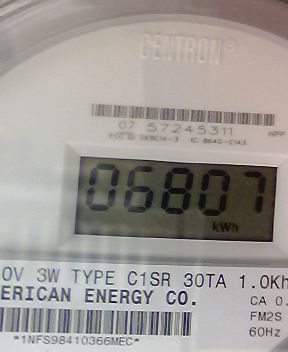 CENTRON®
07 57245311
HPP
06807
kWh
0V 3W TYPE C1SR 30TA 1.0Kh
ERICAN ENERGY CO.
CA 0.
FM2S
60Hz
*1NFS98410366MEC*